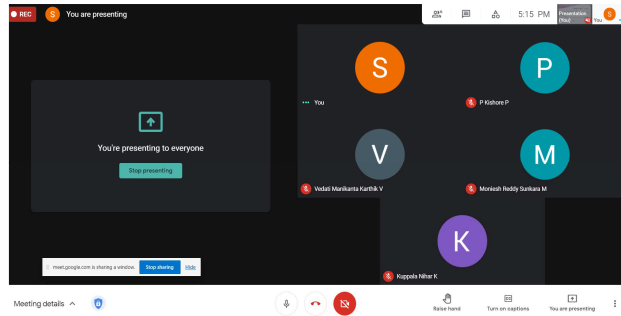 REC
S
You are presenting
5:15 PM
Presentation
(You)
You
S
You're presenting to everyone
Stop presenting
meet.google.com is sharing a window.
Stop sharing
Hide
S
You
P
P Kishore P
V
Vedati Manikanta Karthik V
M
Moniesh Reddy Sunkara M
K
Kuppala Nihar K
Meeting details
Raise hand
Turn on captions
You are presenting